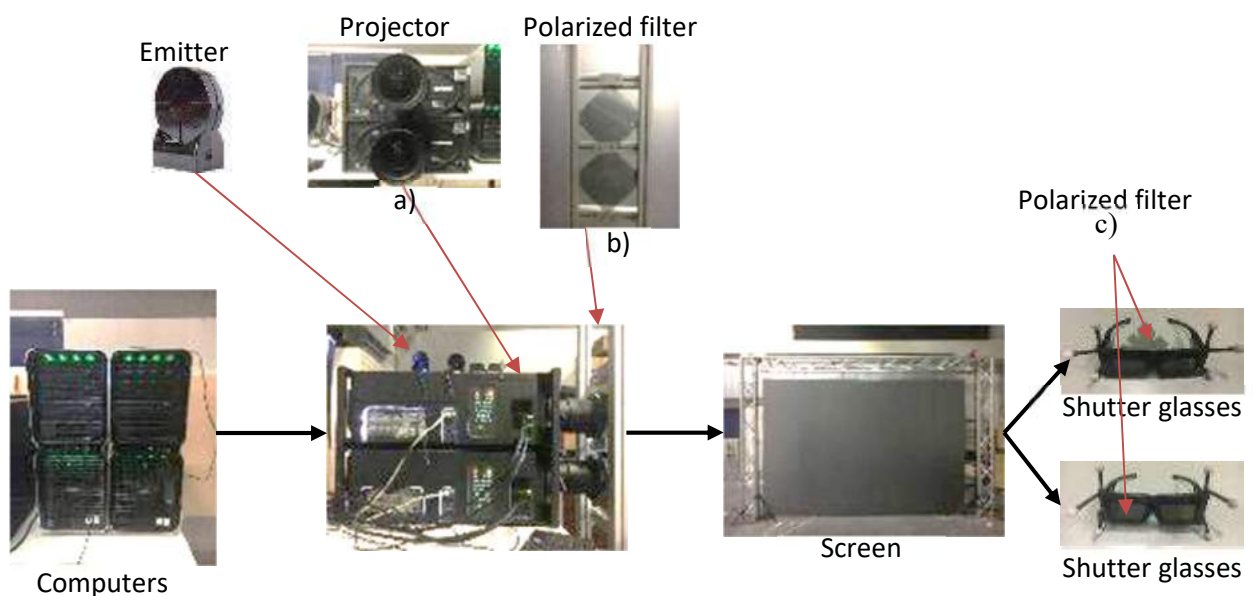 Projector
Polarized filter
Emitter
a)
b)
Polarized filter
c)
Shutter glasses
Computers
Screen
Shutter glasses